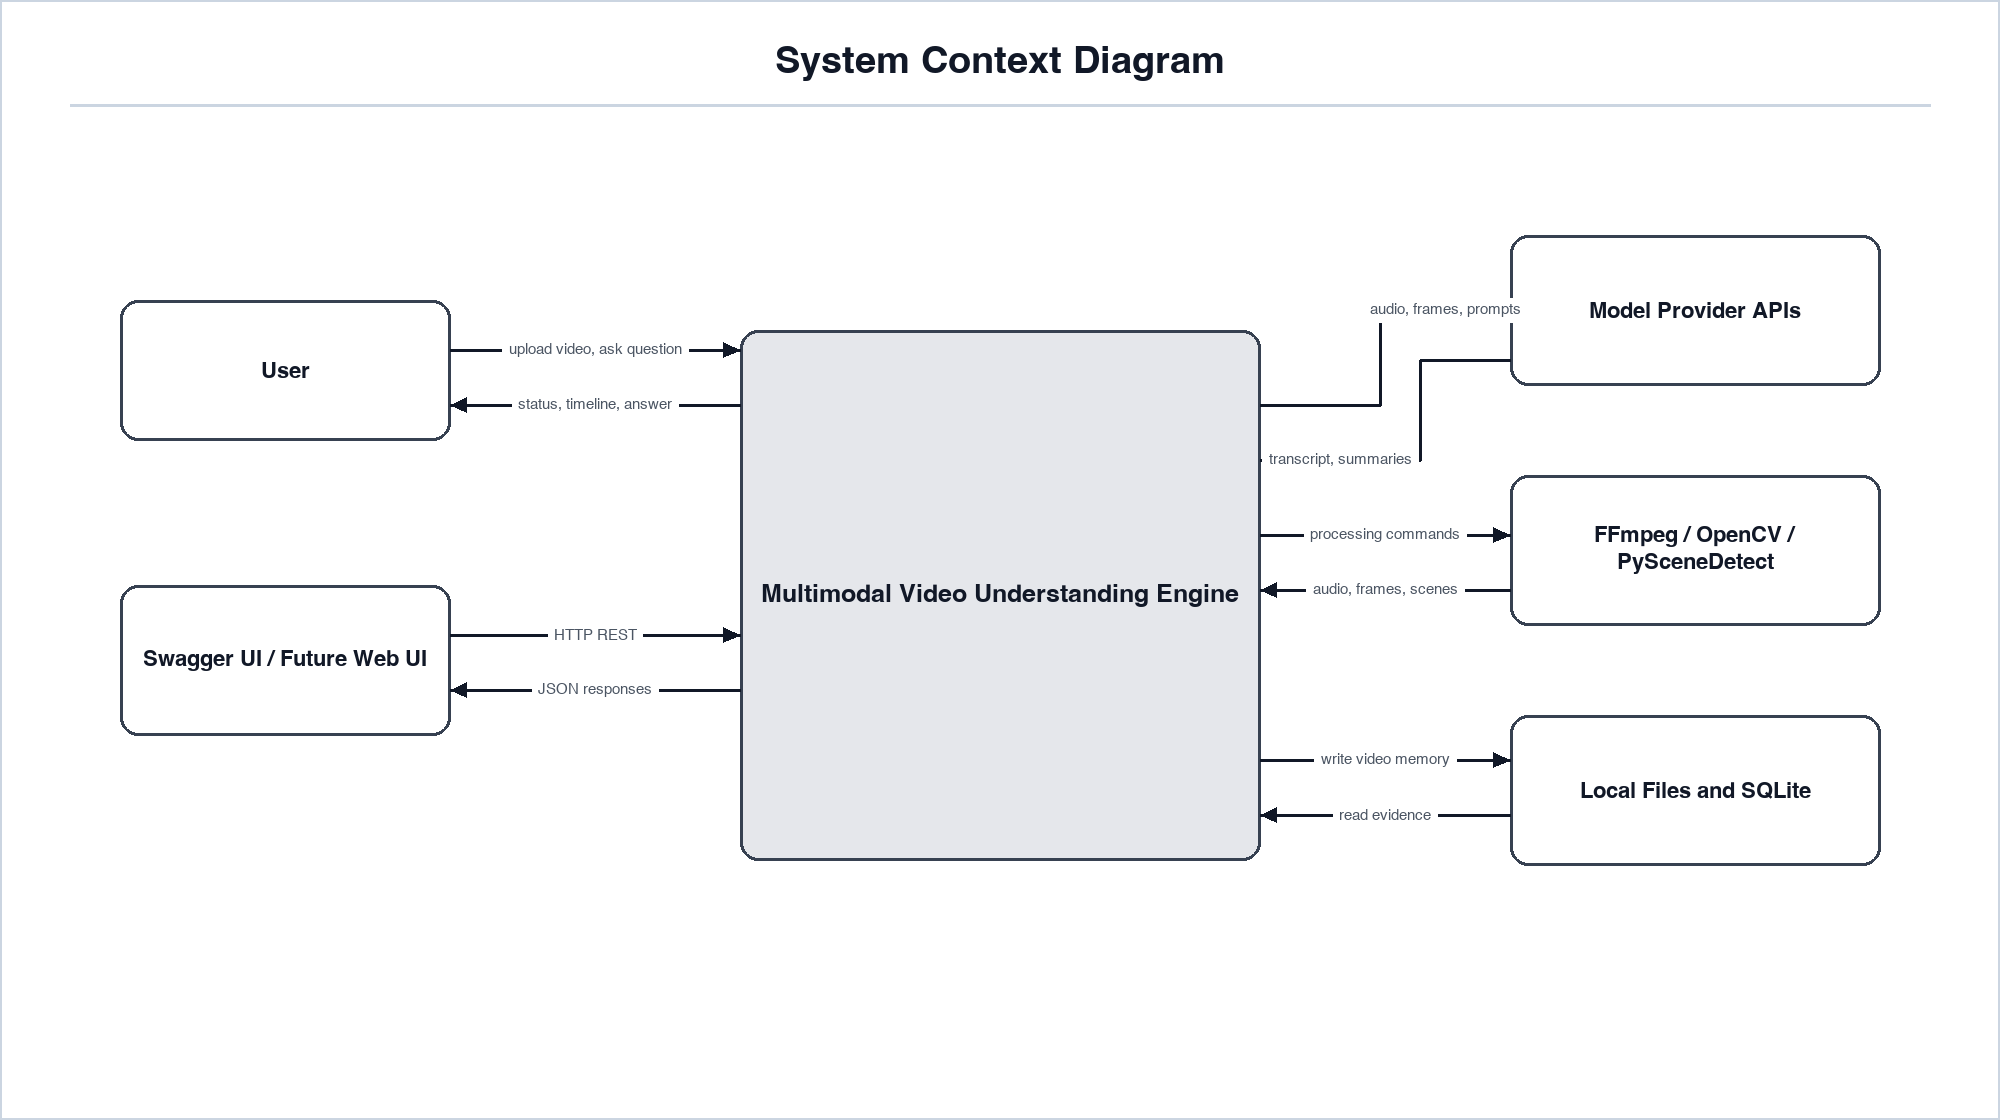 System Context Diagram
User
upload video, ask question
status, timeline, answer
Swagger UI / Future Web UI
HTTP REST
JSON responses
Multimodal Video Understanding Engine
audio, frames, prompts
transcript, summaries
Model Provider APIs
processing commands
audio, frames, scenes
FFmpeg / OpenCV /
PySceneDetect
write video memory
read evidence
Local Files and SQLite